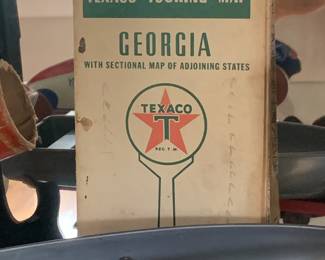 TEXACO TOURING MAP
GEORGIA
WITH SECTIONAL MAP OF ADJOINING STATES
TEXACO
T
REG. T. M.